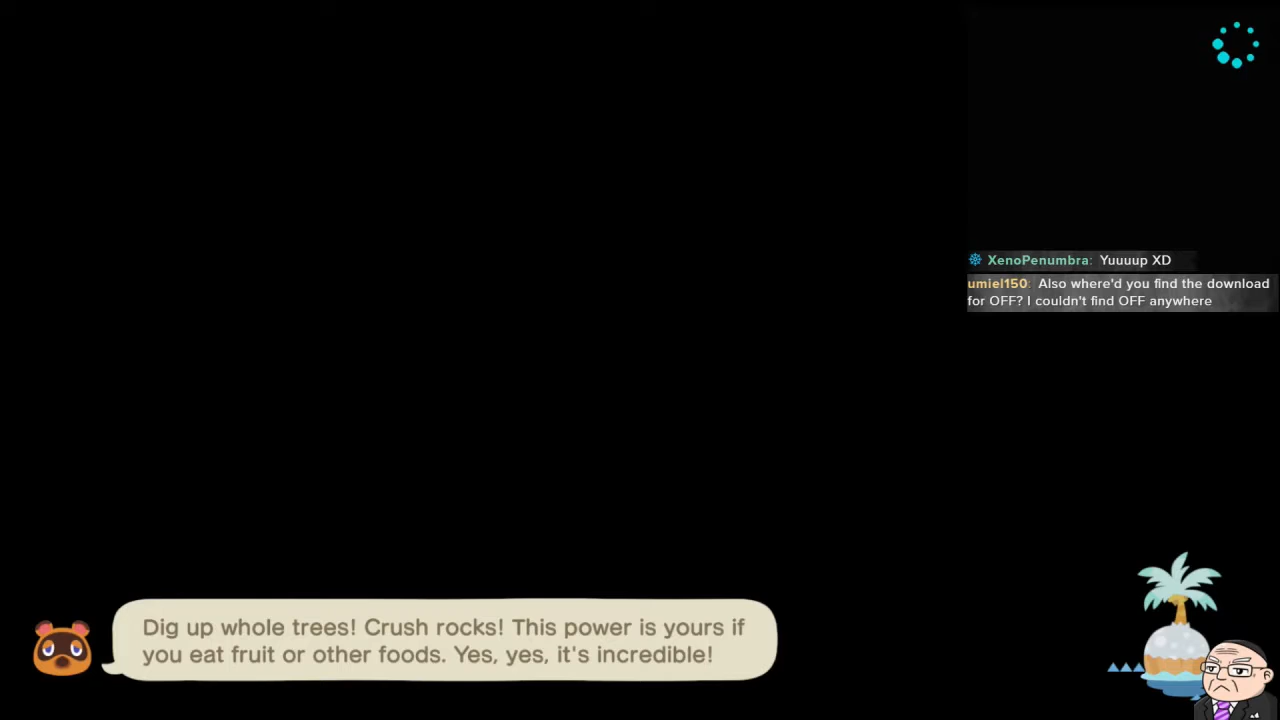 XenoPenumbra: Yuuuup XD
umiel150: Also where'd you find the download
for OFF? I couldn't find OFF anywhere
Dig up whole trees! Crush rocks! This power is yours if
you eat fruit or other foods. Yes, yes, it's incredible!